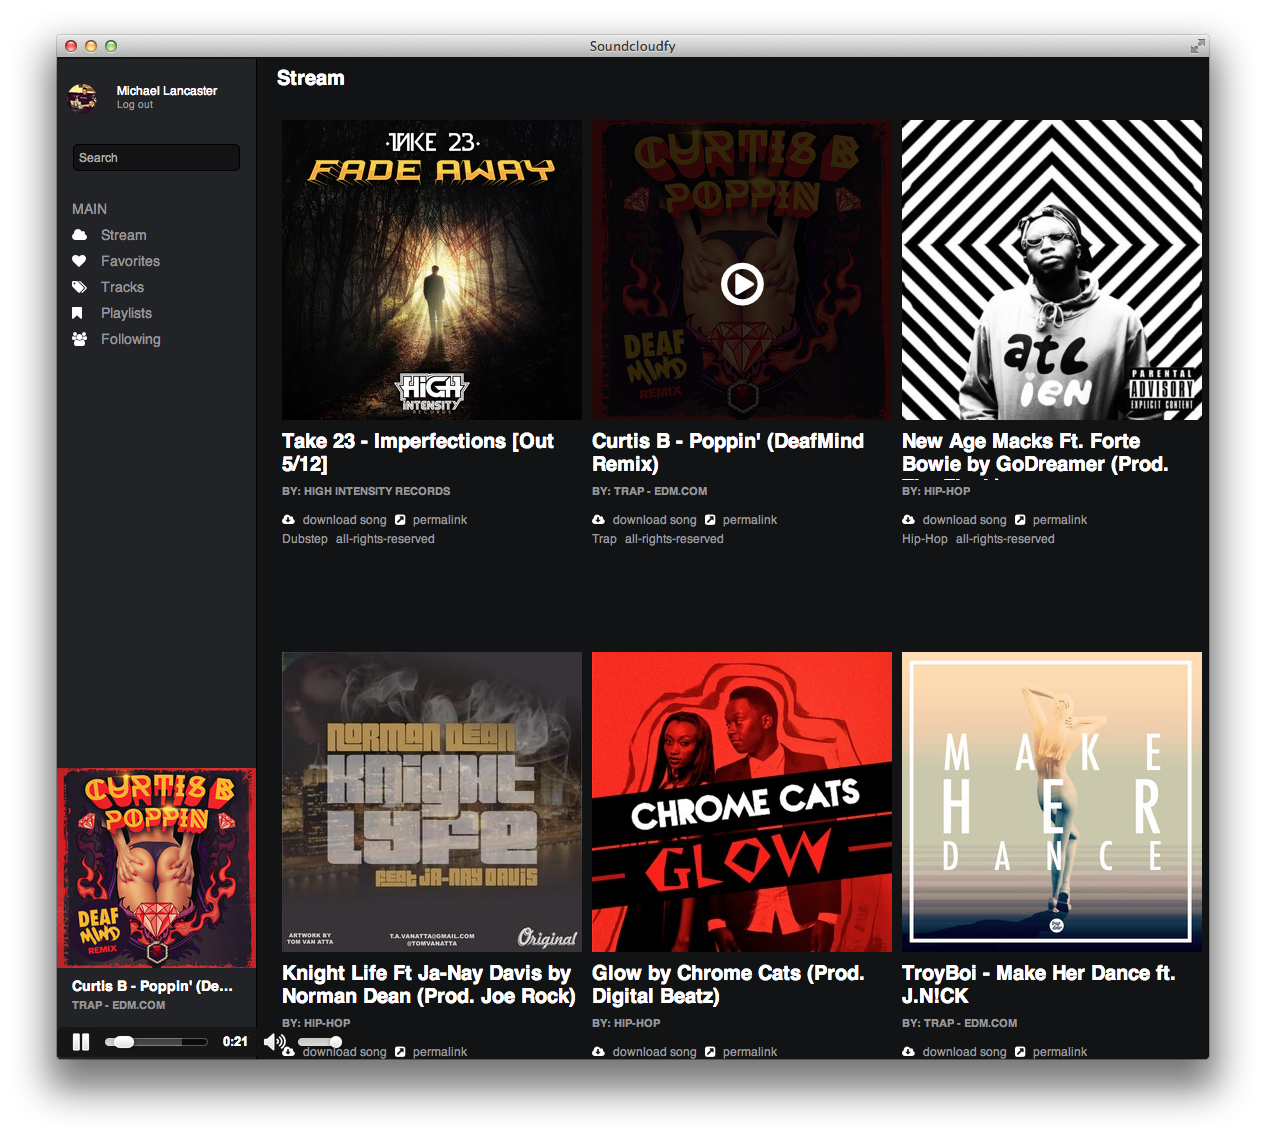 Soundcloudfy
Michael Lancaster
Log out
Search
MAIN
Stream
Favorites
Tracks
Playlists
Following
CURTIS B
POPPIN
DEAF
MIND
REMIX
Curtis B - Poppin' (De...
TRAP - EDM.COM
0:21
Stream
·TAKE 23·
FADE AWAY
HIGH
INTENSITY
RECORDS
Take 23 - Imperfections [Out
5/12]
BY: HIGH INTENSITY RECORDS
download song permalink
Dubstep all-rights-reserved
CURTIS B
POPPIN
DEAF
MIND
REMIX
Curtis B - Poppin' (DeafMind
Remix)
BY: TRAP - EDM.COM
download song permalink
Trap all-rights-reserved
atl
ien
PARENTAL
ADVISORY
EXPLICIT CONTENT
New Age Macks Ft. Forte
Bowie by GoDreamer (Prod.
BY: HIP-HOP
download song permalink
Hip-Hop all-rights-reserved
NORMAN DEAN
KNIGHT
LYFE
FEAT JA-NAY DAVIS
ARTWORK BY
TOM VAN ATTA
T.A.VANATTA@GMAIL.COM
@TOMVANATTA
Original
Knight Life Ft Ja-Nay Davis by
Norman Dean (Prod. Joe Rock)
BY: HIP-HOP
download song permalink
CHROME CATS
GLOW
Glow by Chrome Cats (Prod.
Digital Beatz)
BY: HIP-HOP
download song permalink
MAKE
HER
DANCE
TroyBoi - Make Her Dance ft.
J.N!CK
BY: TRAP - EDM.COM
download song permalink